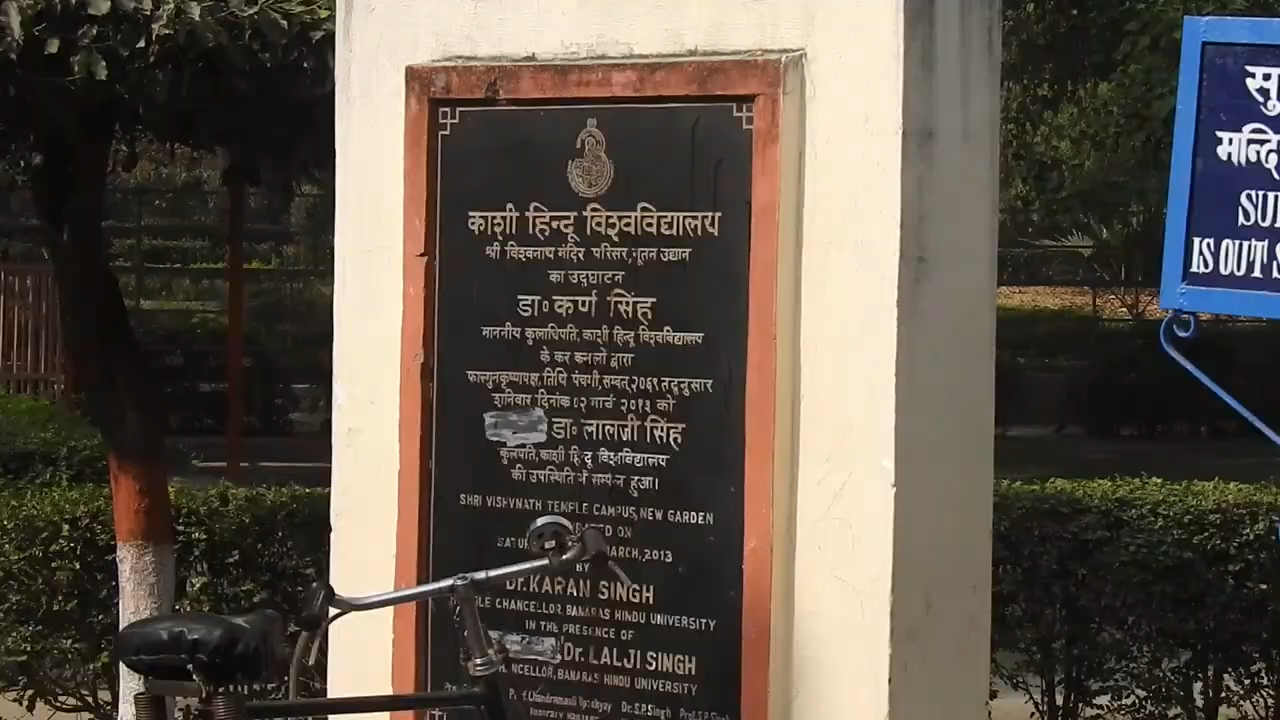 काशी हिन्दू विश्वविद्यालय
श्री विश्वनाथ मंदिर परिसर, नूतन उद्यान
का उद्घाटन
डा॰ कर्ण सिंह
माननीय कुलाधिपति, काशी हिन्दू विश्वविद्यालय
के कर कमलों द्वारा
फाल्गुनकृष्णपक्ष, तिथि पंचमी, सम्वत् २०६९ तद्नुसार
शनिवार दिनांक ०२ मार्च २०१३ को
डा॰ लालजी सिंह
कुलपति, काशी हिन्दू विश्वविद्यालय
की उपस्थिति में सम्पन्न हुआ।
SHRI VISHVNATH TEMPLE CAMPUS, NEW GARDEN
ON
MARCH, 2013
BY
Dr. KARAN SINGH
CHANCELLOR, BANARAS HINDU UNIVERSITY
IN THE PRESENCE OF
Dr. LALJI SINGH
BANARAS HINDU UNIVERSITY
Dr. S.P. Singh
सु
मन्दि
SU
IS OUT S